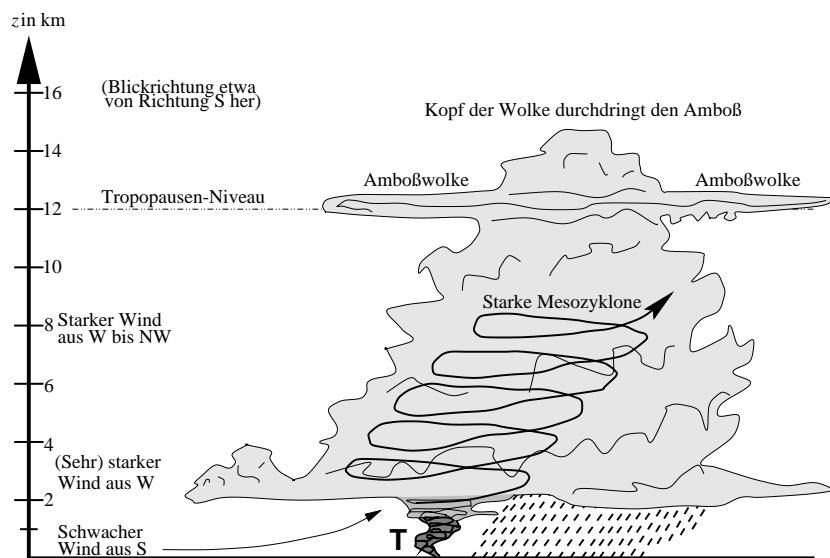 z in km
16
14
12
10
8
6
4
2
(Blickrichtung etwa
von Richtung S her)
Kopf der Wolke durchdringt den Amboß
Amboßwolke
Amboßwolke
Tropopausen-Niveau
Starke Mesozyklone
Starker Wind
aus W bis NW
(Sehr) starker
Wind aus W
Schwacher
Wind aus S
T